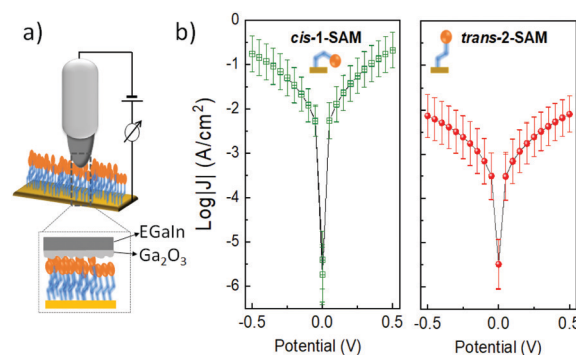 a)
EGaIn
Ga2O3
b)
Log|J| (A/cm²)
-0
-1
-2
-3
-4
-5
-6
cis-1-SAM
-0.5 0.0 0.5
Potential (V)
trans-2-SAM
-0.5 0.0 0.5
Potential (V)